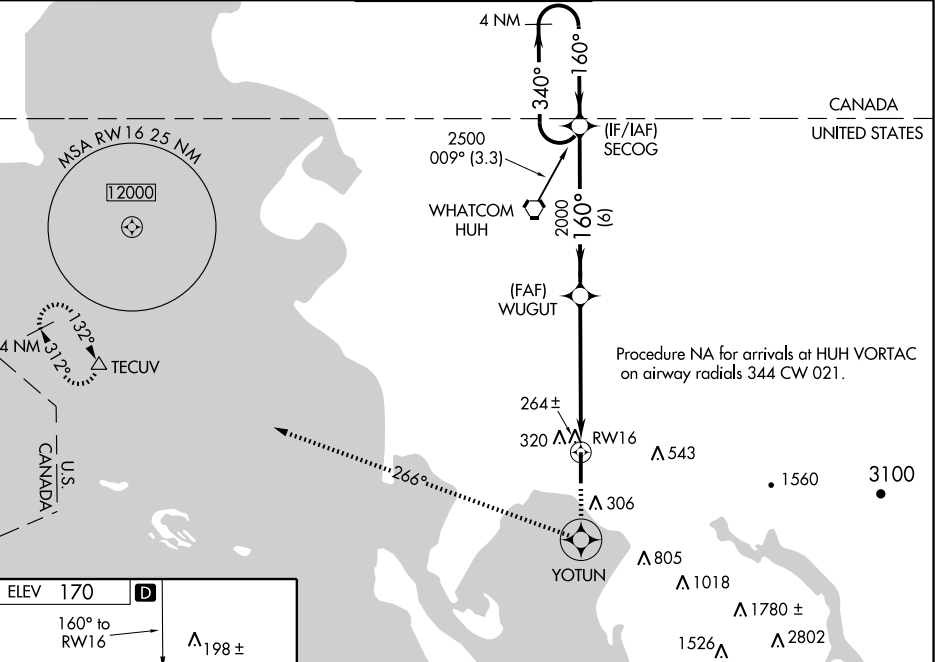 4 NM
340°
160°
CANADA
UNITED STATES
(IF/IAF)
SECOG
MSA RW16 25 NM
12000
2500
009° (3.3)
WHATCOM
HUH
2000
160°
(6)
(FAF)
WUGUT
132°
4 NM
312°
TECUV
Procedure NA for arrivals at HUH VORTAC
on airway radials 344 CW 021.
264 ±
320
RW16
543
U.S.
CANADA
266°
1560
3100
306
YOTUN
805
1018
1780 ±
1526
2802
ELEV 170
D
160° to
RW16
198 ±